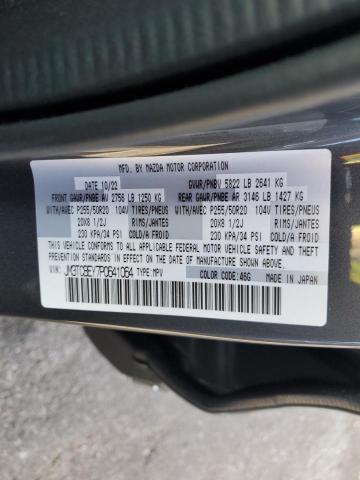 MFD. BY MAZDA MOTOR CORPORATION
DATE 10/22 GVWR/PNBV 5822 LB 2641 KG
FRONT GAWR/PNBE AV 2756 LB 1250 KG REAR GAWR/PNBE AR 3146 LB 1427 KG
WITH/AVEC P255/50R20 104V TIRES/PNEUS WITH/AVEC P255/50R20 104V TIRES/PNEUS
20X8 1/2J RIMS/JANTES 20X8 1/2J RIMS/JANTES
230 KPA/34 PSI COLD/A FROID 230 KPA/34 PSI COLD/A FROID
THIS VEHICLE CONFORMS TO ALL APPLICABLE FEDERAL MOTOR VEHICLE SAFETY
STANDARDS IN EFFECT ON THE DATE OF MANUFACTURE SHOWN ABOVE.
VIN: JM3TCBEY7P0641064 TYPE:MPV COLOR CODE:46G MADE IN JAPAN